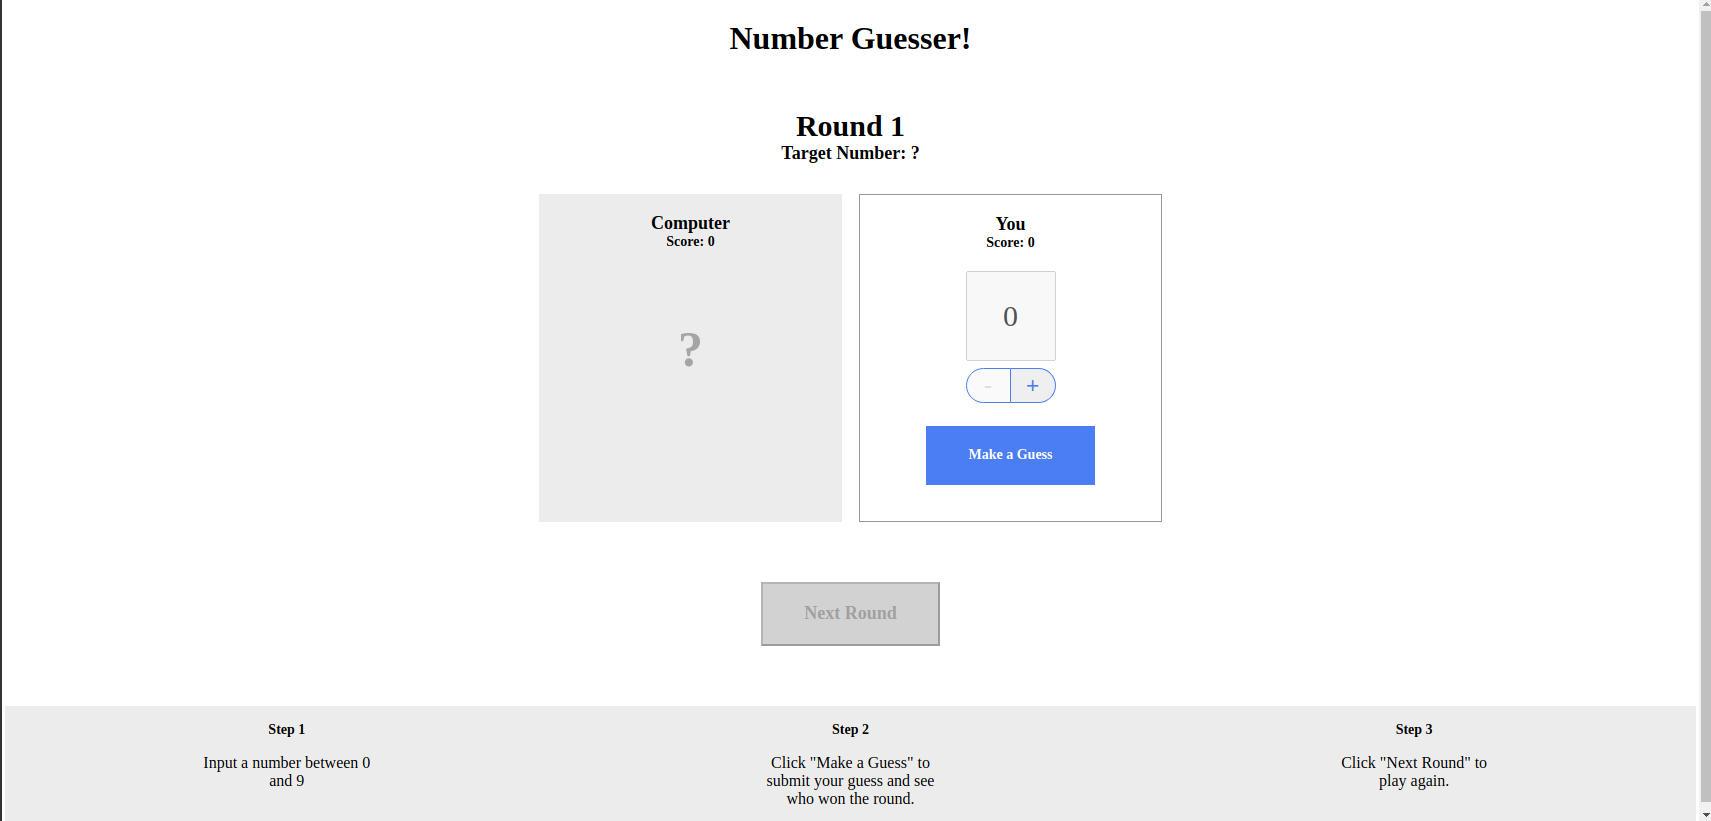 Number Guesser!
Round 1
Target Number: ?
Computer
Score: 0
?
You
Score: 0
0
- +
Make a Guess
Next Round
Step 1
Input a number between 0
and 9
Step 2
Click "Make a Guess" to
submit your guess and see
who won the round.
Step 3
Click "Next Round" to
play again.